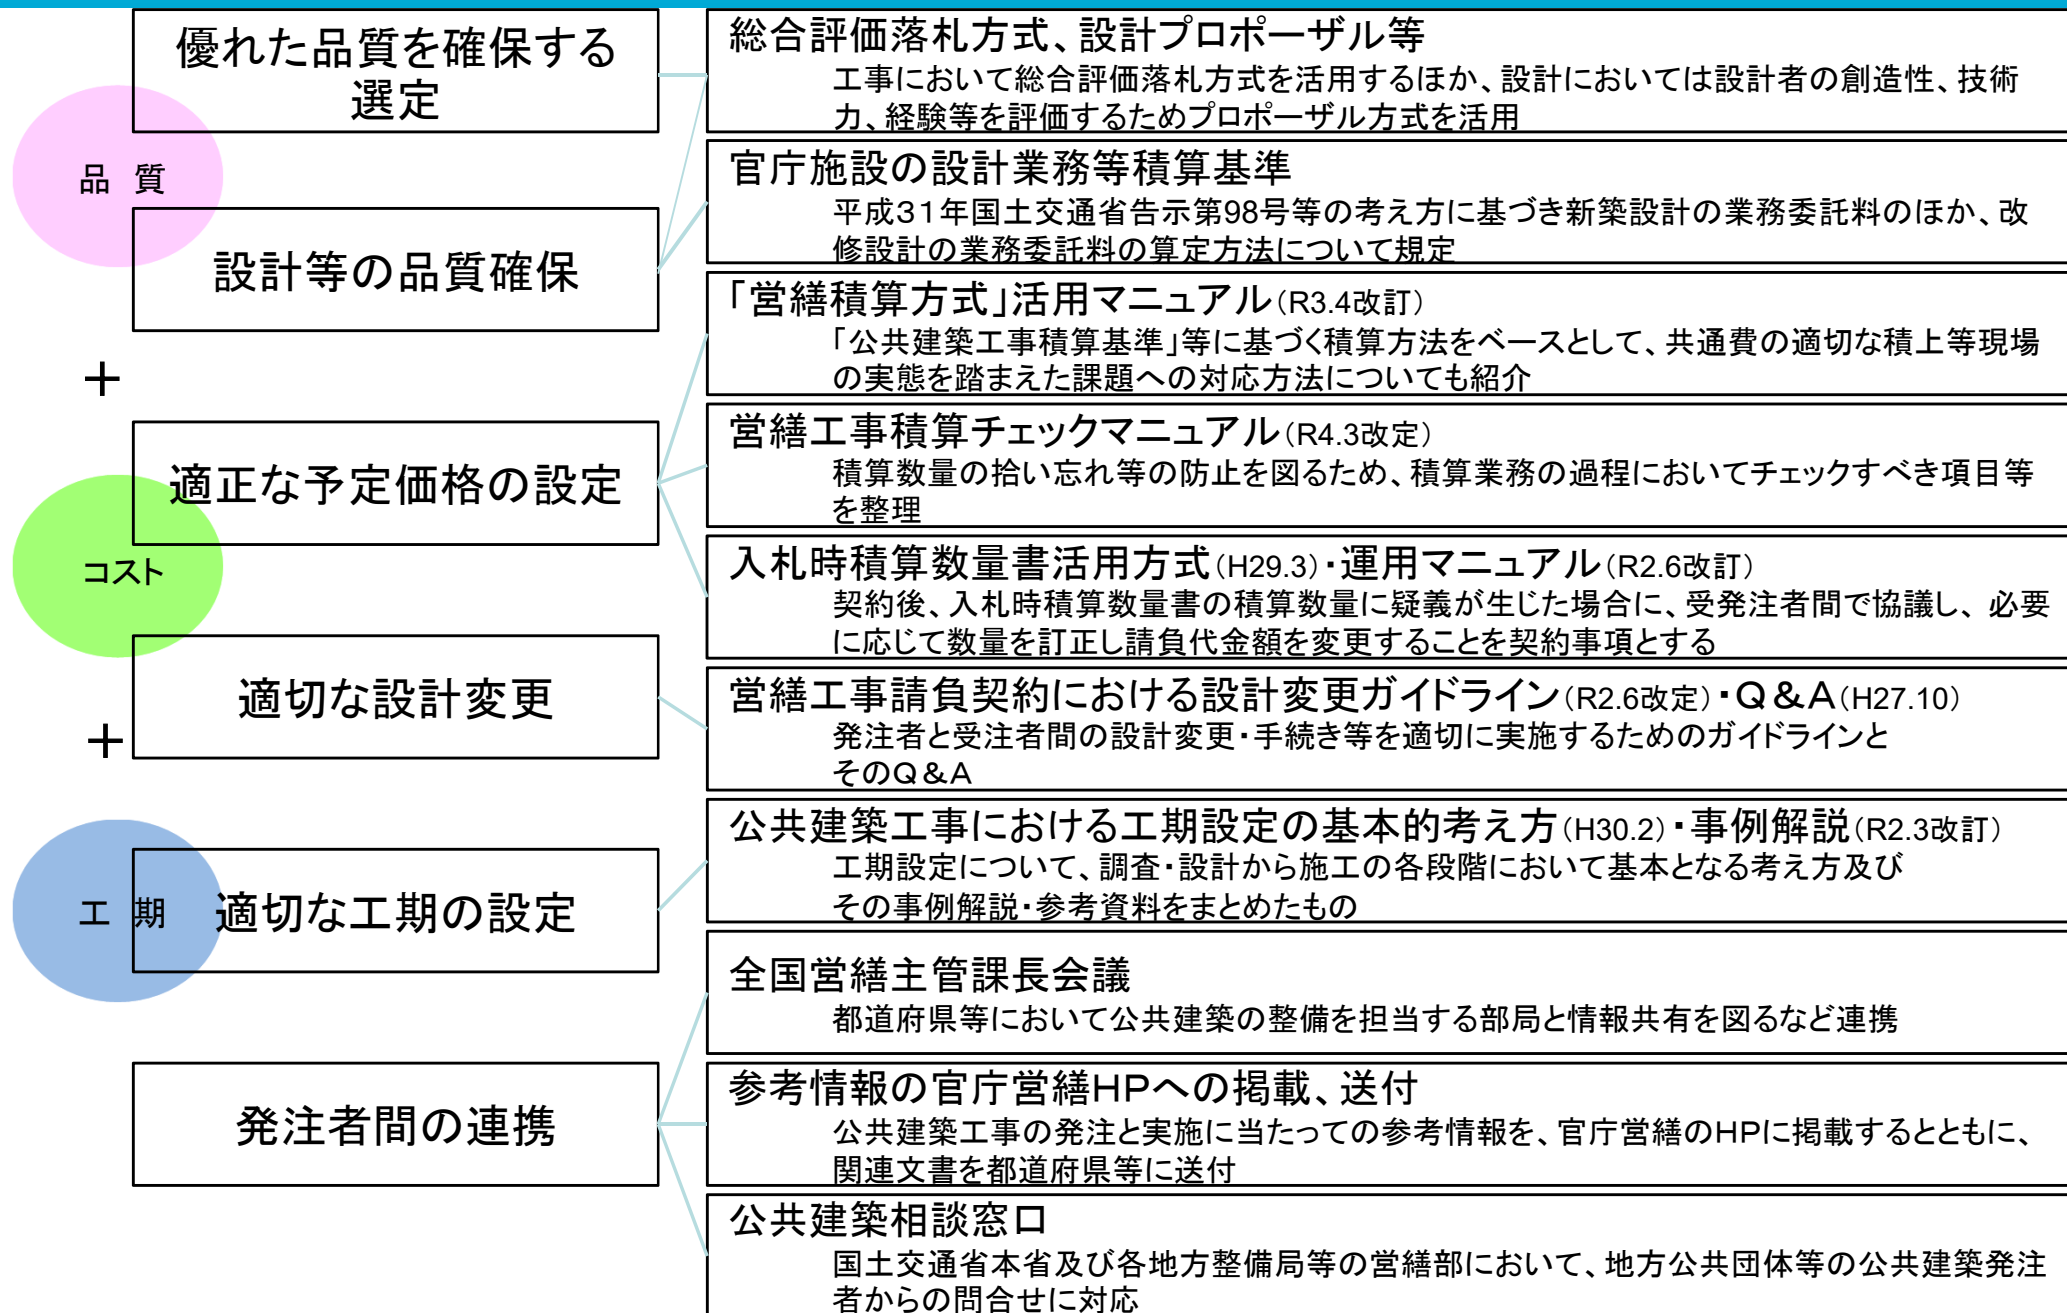 優れた品質を確保する
選定
総合評価落札方式、設計プロポーザル等
工事において総合評価落札方式を活用するほか、設計においては設計者の創造性、技術
力、経験等を評価するためプロポーザル方式を活用
品 質
官庁施設の設計業務等積算基準
平成31年国土交通省告示第98号等の考え方に基づき新築設計の業務委託料のほか、改
修設計の業務委託料の算定方法について規定
設計等の品質確保
「営繕積算方式」活用マニュアル(R3.4改訂)
「公共建築工事積算基準」等に基づく積算方法をベースとして、共通費の適切な積上等現場
の実態を踏まえた課題への対応方法についても紹介
+
営繕工事積算チェックマニュアル(R4.3改定)
積算数量の拾い忘れ等の防止を図るため、積算業務の過程においてチェックすべき項目等
を整理
適正な予定価格の設定
コスト
入札時積算数量書活用方式(H29.3)・運用マニュアル(R2.6改訂)
契約後、入札時積算数量書の積算数量に疑義が生じた場合に、受発注者間で協議し、必要
に応じて数量を訂正し請負代金額を変更することを契約事項とする
適切な設計変更
営繕工事請負契約における設計変更ガイドライン(R2.6改定)・Q&A(H27.10)
発注者と受注者間の設計変更・手続き等を適切に実施するためのガイドラインと
そのQ&A
+
公共建築工事における工期設定の基本的考え方(H30.2)・事例解説(R2.3改訂)
工期設定について、調査・設計から施工の各段階において基本となる考え方及び
その事例解説・参考資料をまとめたもの
工 期
適切な工期の設定
全国営繕主管課長会議
都道府県等において公共建築の整備を担当する部局と情報共有を図るなど連携
発注者間の連携
参考情報の官庁営繕HPへの掲載、送付
公共建築工事の発注と実施に当たっての参考情報を、官庁営繕のHPに掲載するとともに、
関連文書を都道府県等に送付
公共建築相談窓口
国土交通省本省及び各地方整備局等の営繕部において、地方公共団体等の公共建築発注
者からの問合せに対応